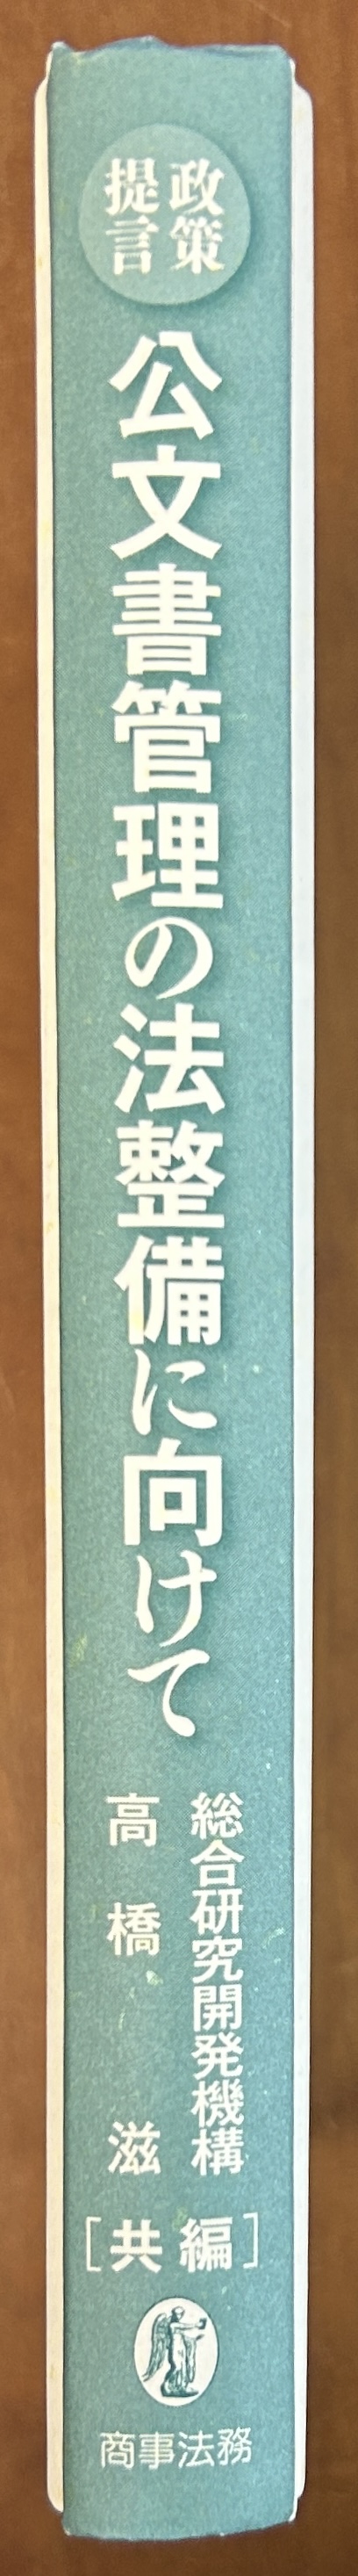 政策
提言
公文書管理の法整備に向けて
総合研究開発機構
高橋 滋
[共編]
商事法務